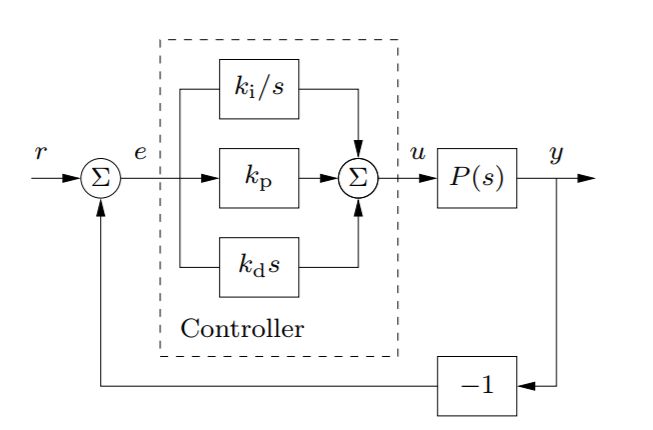 k_i/s
r
Σ
e
k_p
Σ
u
P(s)
y
k_d s
Controller
−1